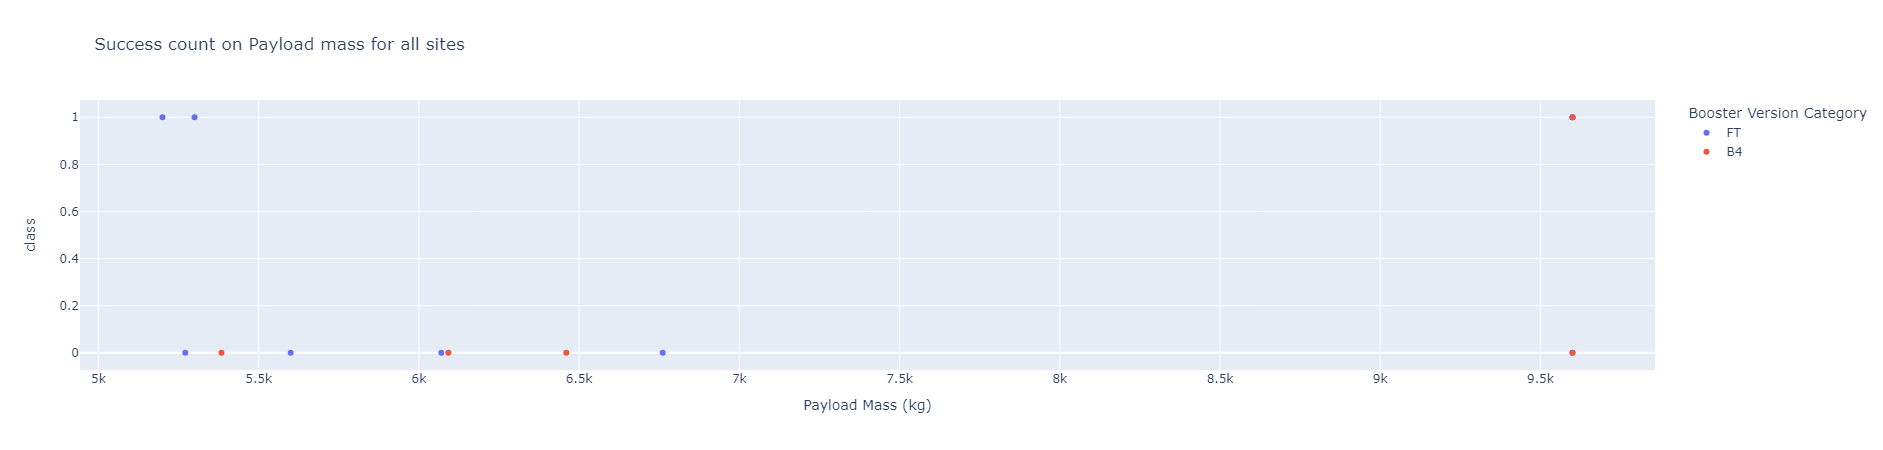 Success count on Payload mass for all sites
Booster Version Category
FT
B4
class
1
0.8
0.6
0.4
0.2
0
5k 5.5k 6k 6.5k 7k 7.5k 8k 8.5k 9k 9.5k
Payload Mass (kg)